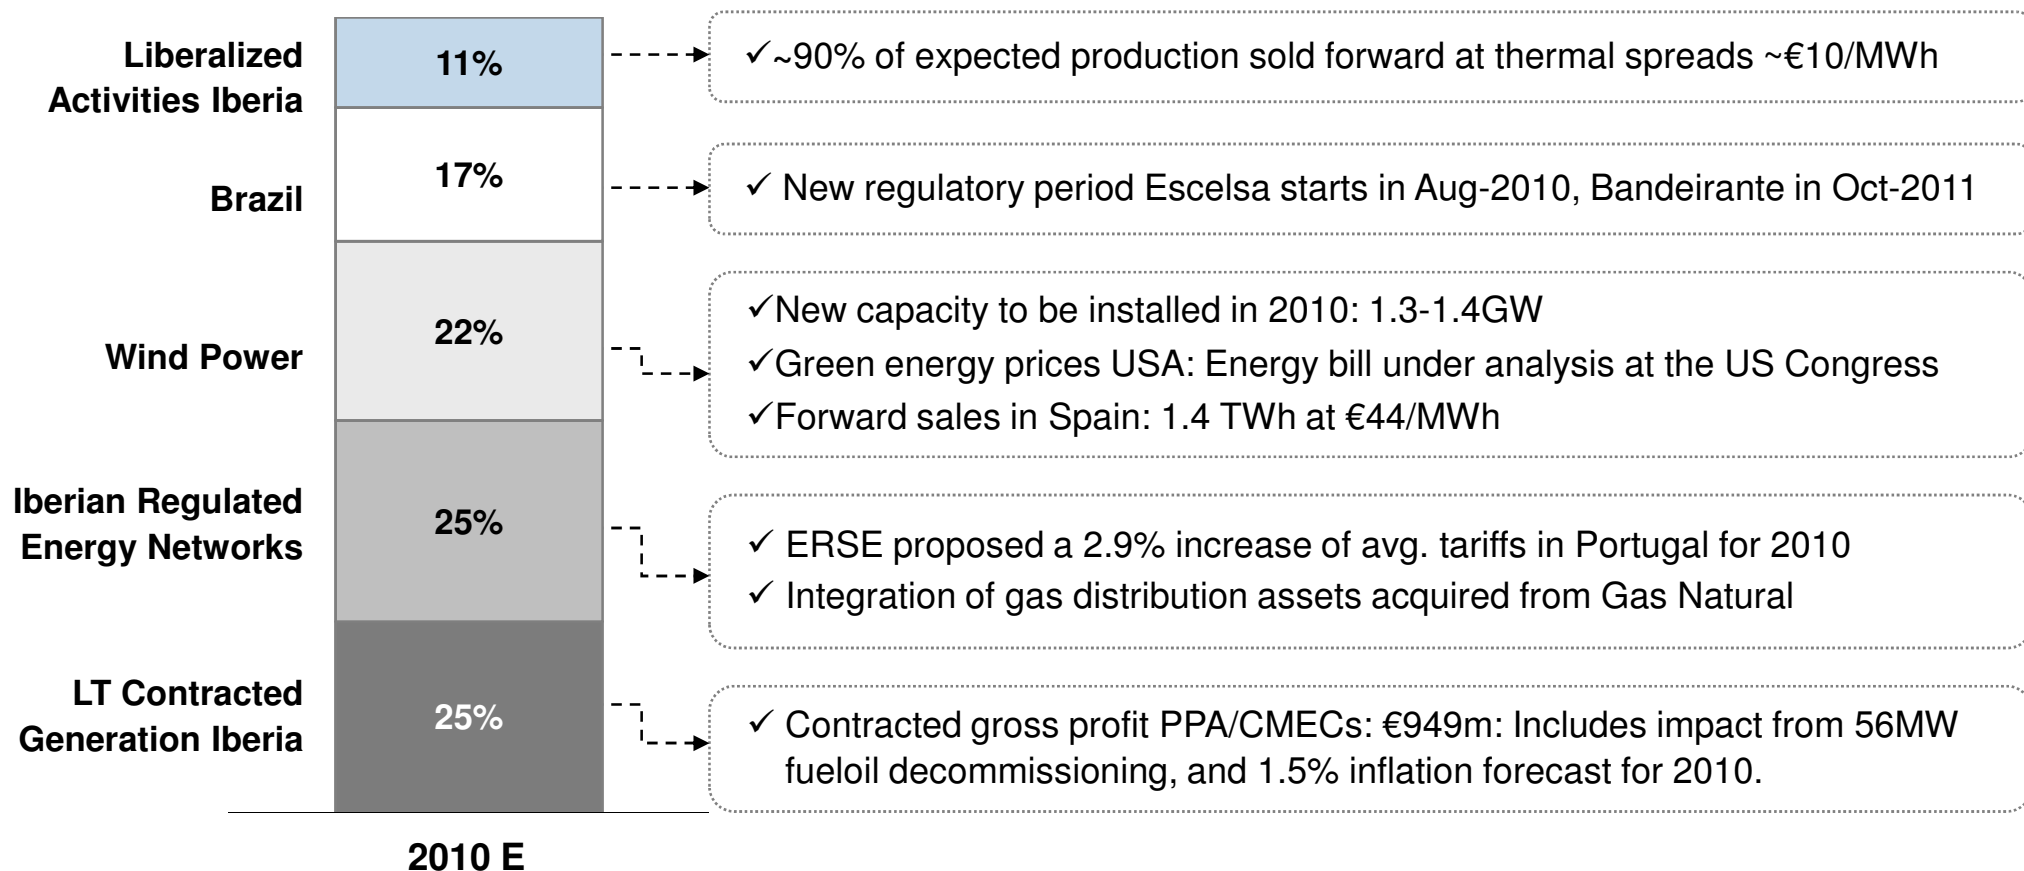 Liberalized
Activities Iberia
11%
✓~90% of expected production sold forward at thermal spreads ~€10/MWh
Brazil
17%
✓ New regulatory period Escelsa starts in Aug-2010, Bandeirante in Oct-2011
Wind Power
22%
✓New capacity to be installed in 2010: 1.3-1.4GW
✓Green energy prices USA: Energy bill under analysis at the US Congress
✓Forward sales in Spain: 1.4 TWh at €44/MWh
Iberian Regulated
Energy Networks
25%
✓ ERSE proposed a 2.9% increase of avg. tariffs in Portugal for 2010
✓ Integration of gas distribution assets acquired from Gas Natural
LT Contracted
Generation Iberia
25%
✓ Contracted gross profit PPA/CMECs: €949m: Includes impact from 56MW
fueloil decommissioning, and 1.5% inflation forecast for 2010.
2010 E